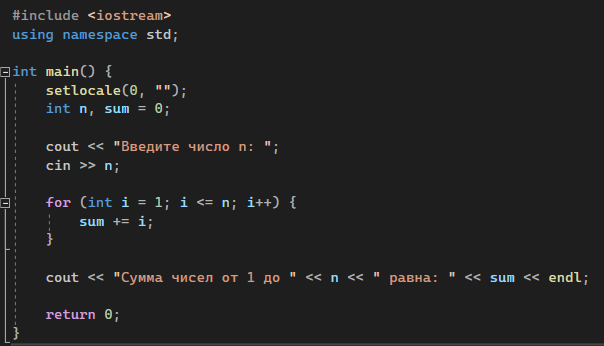 #include <iostream>
using namespace std;
int main() {
setlocale(0, "");
int n, sum = 0;
cout << "Введите число n: ";
cin >> n;
for (int i = 1; i <= n; i++) {
sum += i;
}
cout << "Сумма чисел от 1 до " << n << " равна: " << sum << endl;
return 0;
}